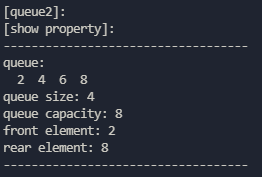 [queue2]:
[show property]:
-----------------------------------
queue:
  2  4  6  8
queue size: 4
queue capacity: 8
front element: 2
rear element: 8
-----------------------------------